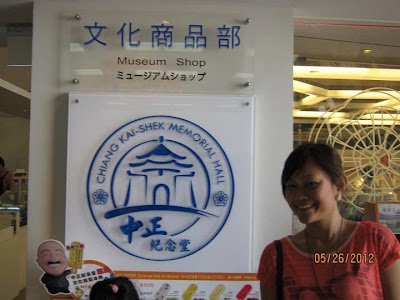 文化商品部
Museum Shop
ミュージアムショップ
CHIANG KAI-SHEK MEMORIAL HALL
中正
紀念堂
05/26/2012